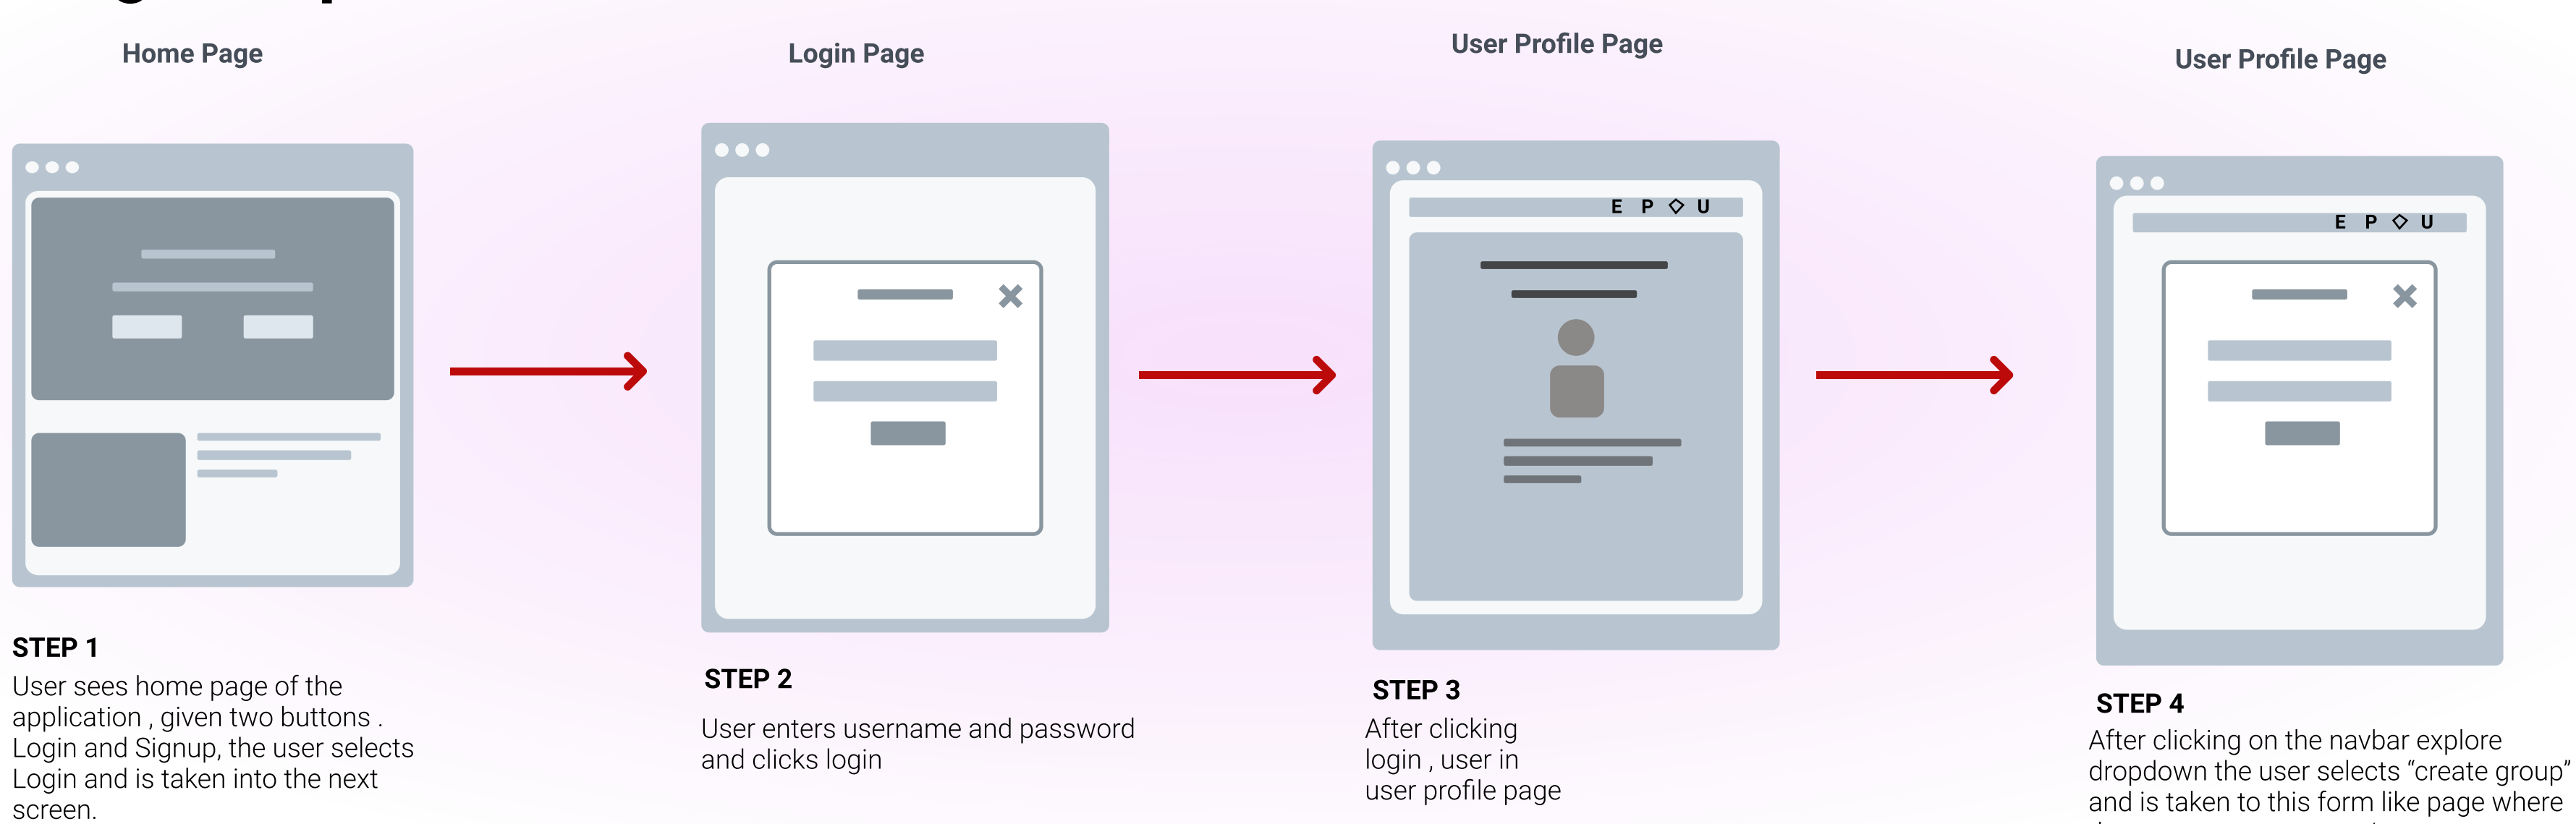 Home Page
Login Page
User Profile Page
User Profile Page
E P ◇ U
E P ◇ U
STEP 1
User sees home page of the
application , given two buttons .
Login and Signup, the user selects
Login and is taken into the next
screen.
STEP 2
User enters username and password
and clicks login
STEP 3
After clicking
login , user in
user profile page
STEP 4
After clicking on the navbar explore
dropdown the user selects “create group”
and is taken to this form like page where